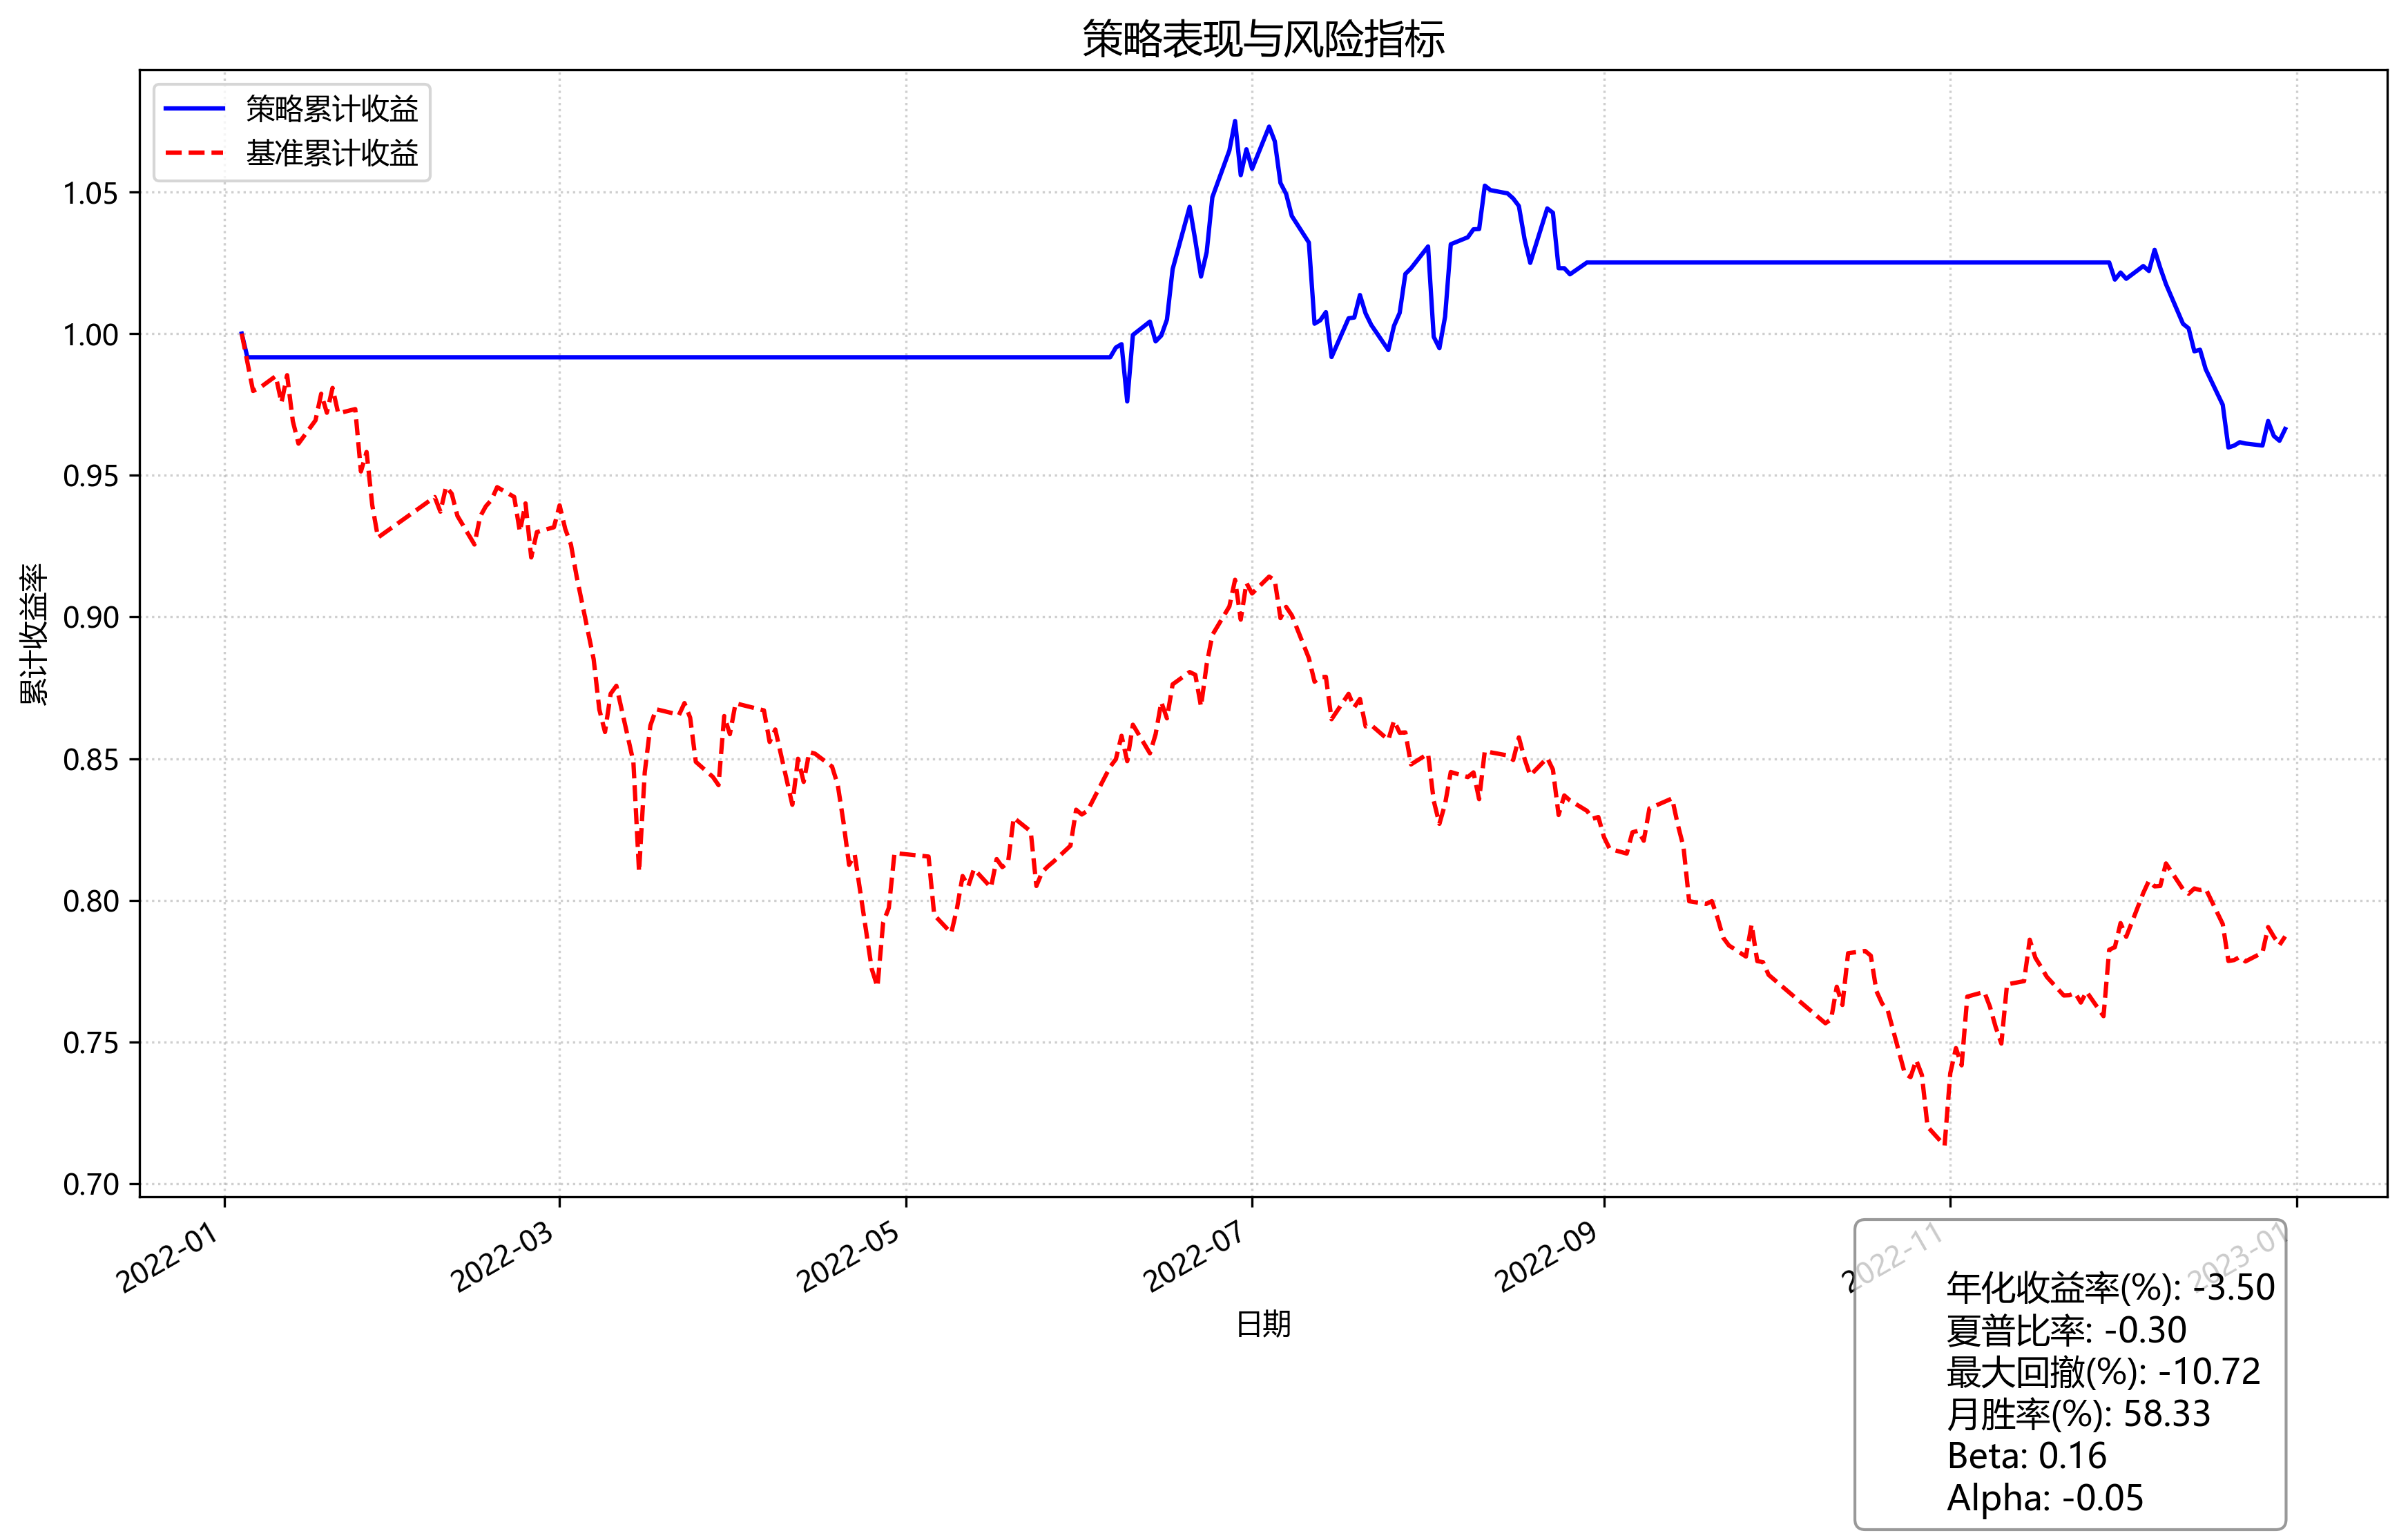 策略表现与风险指标
策略累计收益
基准累计收益
累计收益率
1.05
1.00
0.95
0.90
0.85
0.80
0.75
0.70
2022-01
2022-03
2022-05
2022-07
2022-09
2022-11
2023-01
日期
年化收益率(%): -3.50
夏普比率: -0.30
最大回撤(%): -10.72
月胜率(%): 58.33
Beta: 0.16
Alpha: -0.05